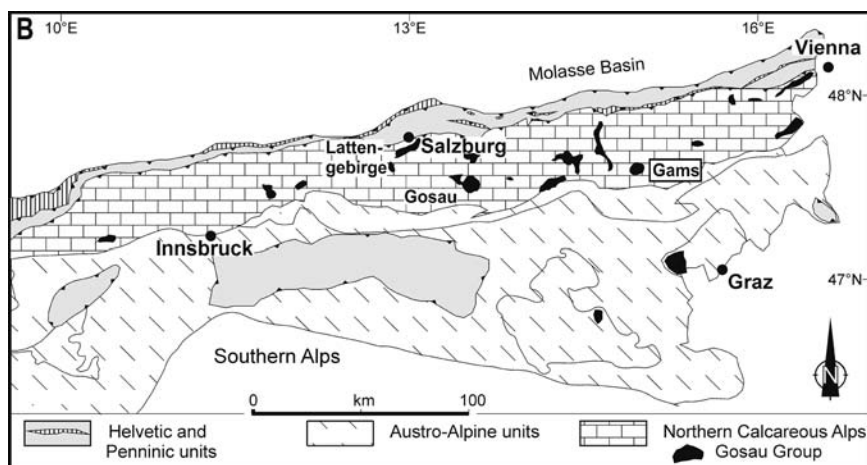 B
10°E
13°E
16°E
Vienna
Molasse Basin
48°N
Latten-
gebirge
Salzburg
Gams
Gosau
Innsbruck
Graz
47°N
Southern Alps
N
0 km 100
Helvetic and
Penninic units
Austro-Alpine units
Northern Calcareous Alps
Gosau Group